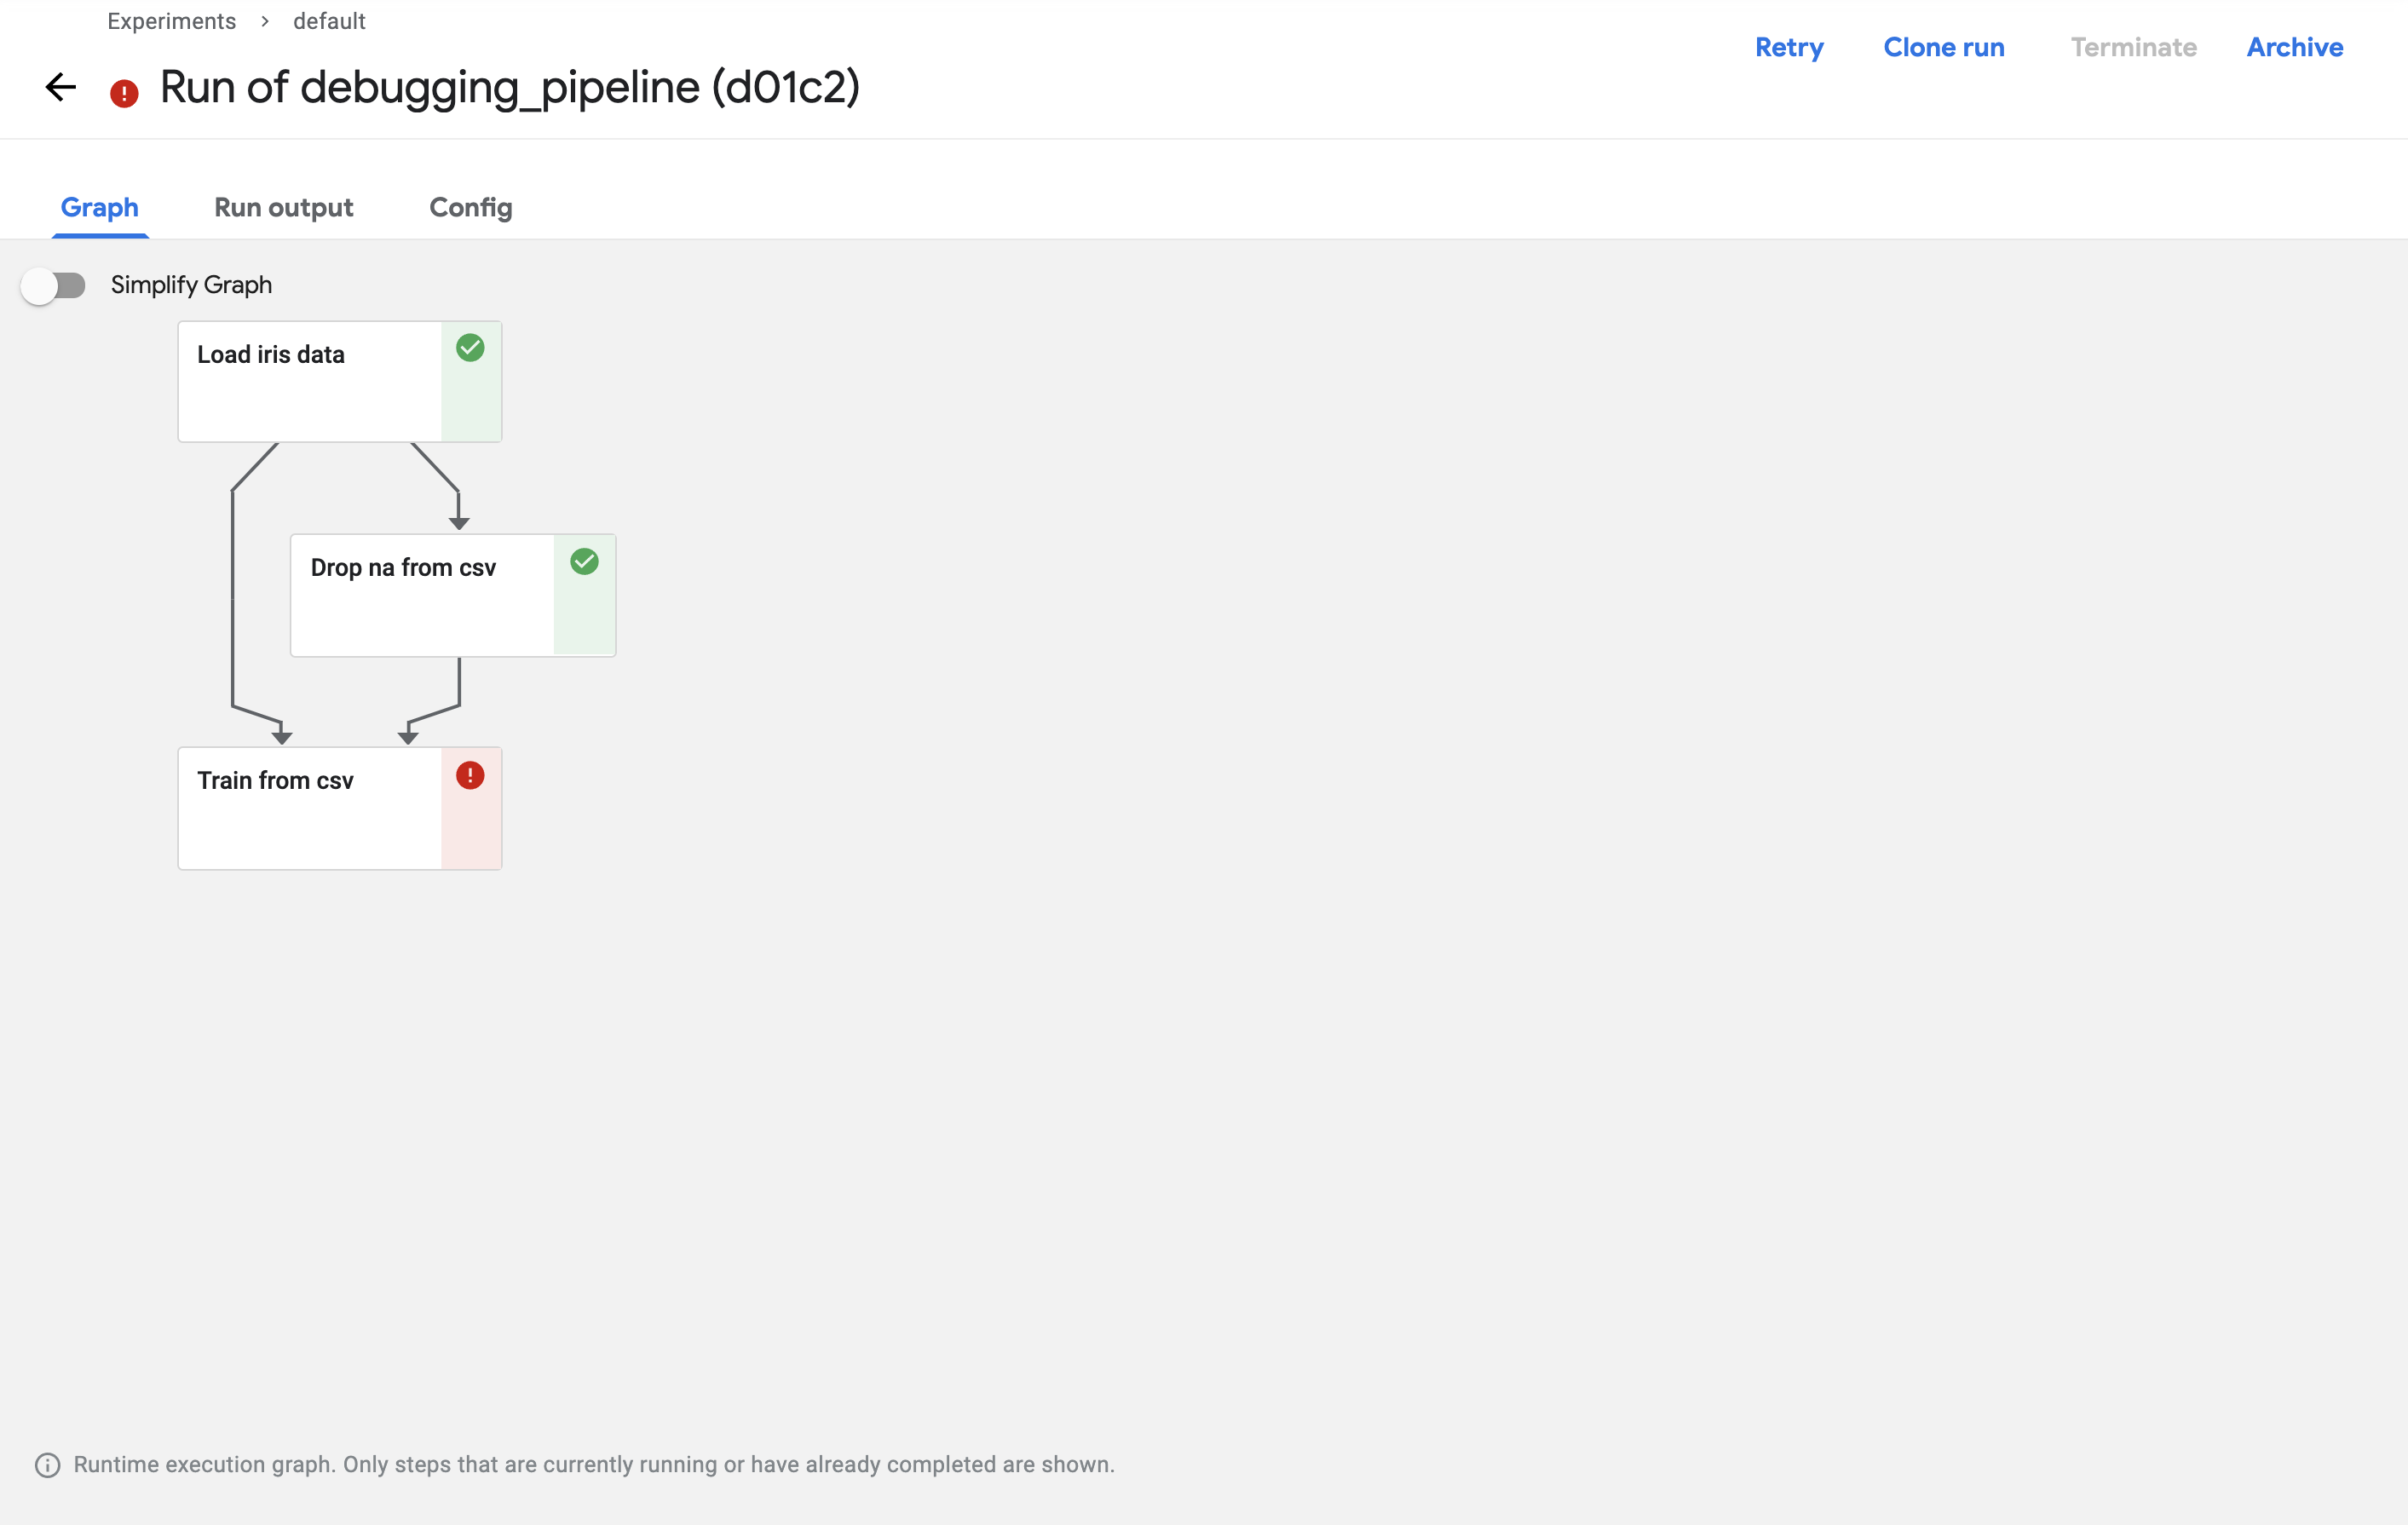 Experiments > default
Retry
Clone run
Terminate
Archive
Run of debugging_pipeline (d01c2)
Graph
Run output
Config
Simplify Graph
Load iris data
Drop na from csv
Train from csv
Runtime execution graph. Only steps that are currently running or have already completed are shown.